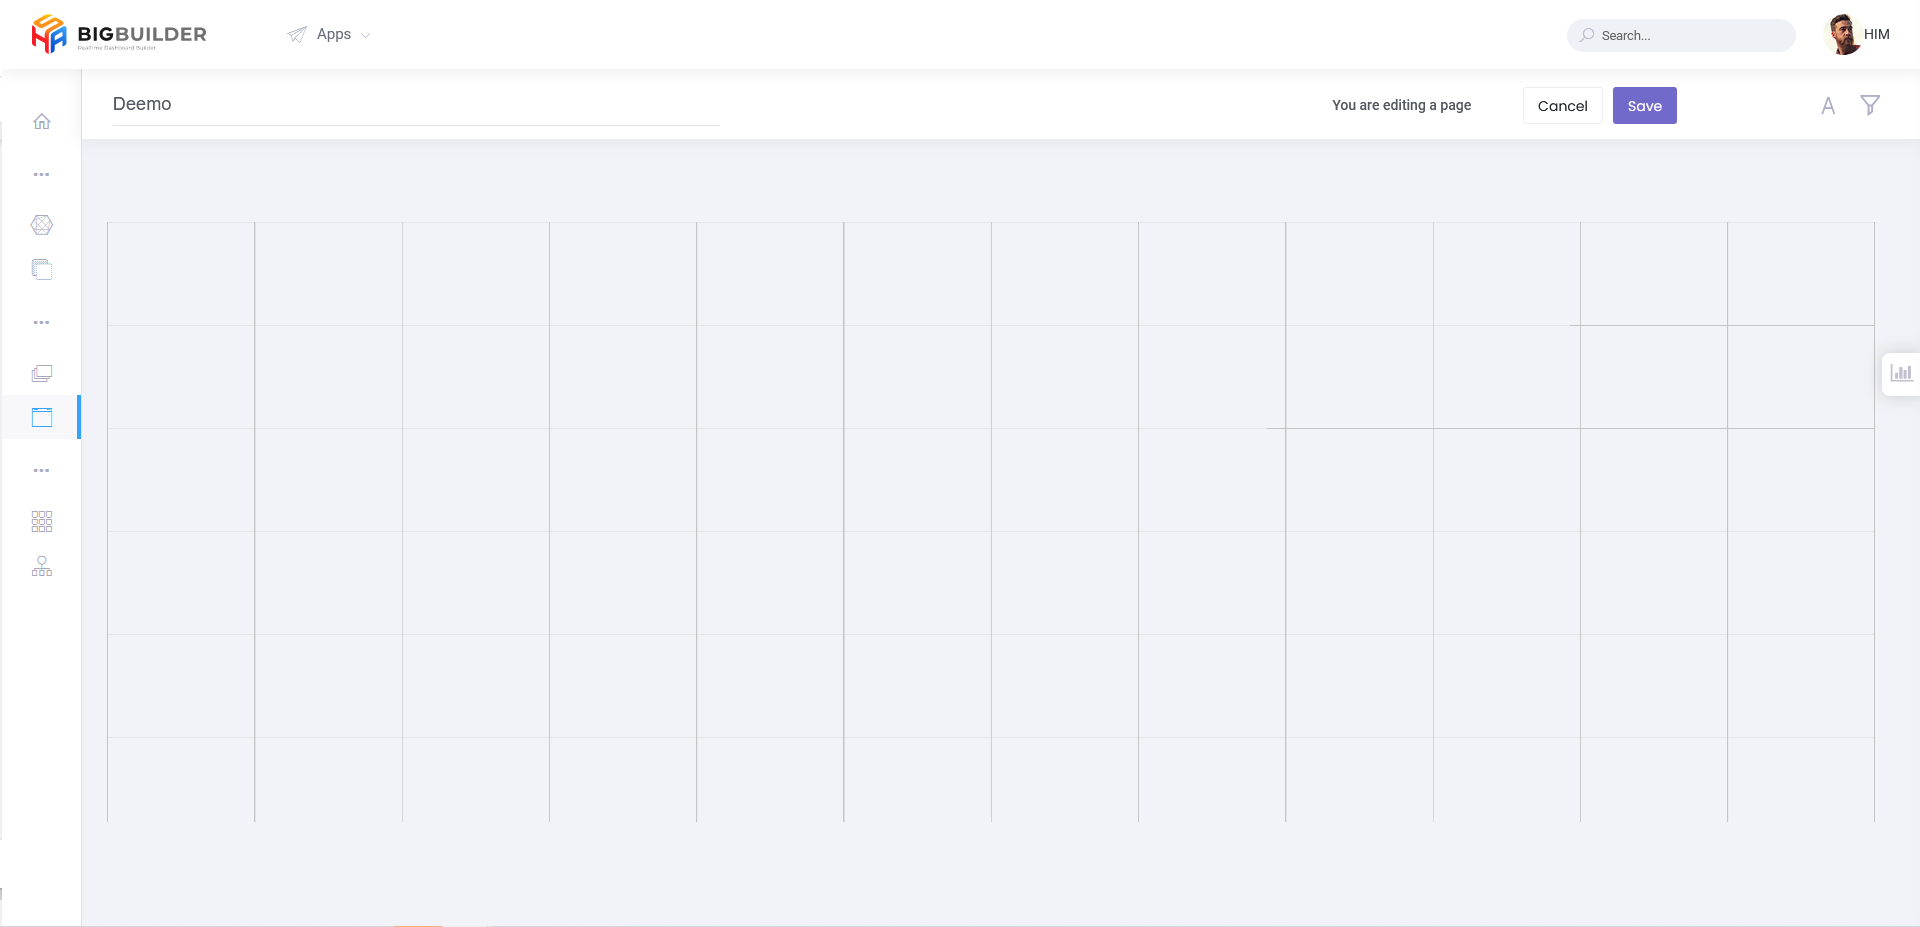 BIGBUILDER
RealTime Dashboard Builder
Apps
Search...
HIM
Deemo
You are editing a page
Cancel
Save
A